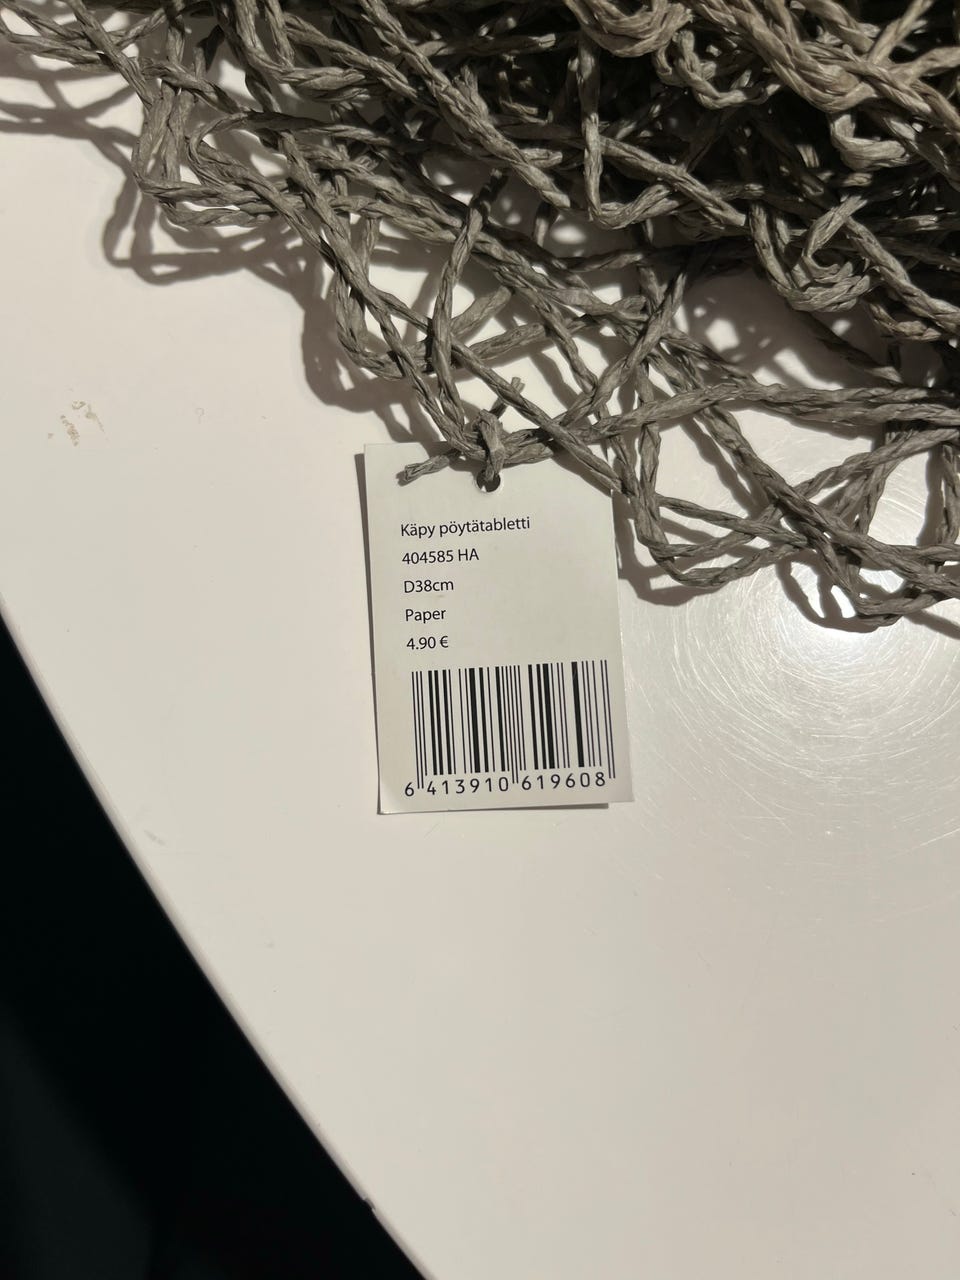 Käpy pöytätabletti
404585 HA
D38cm
Paper
4.90 €
6 413910 619608